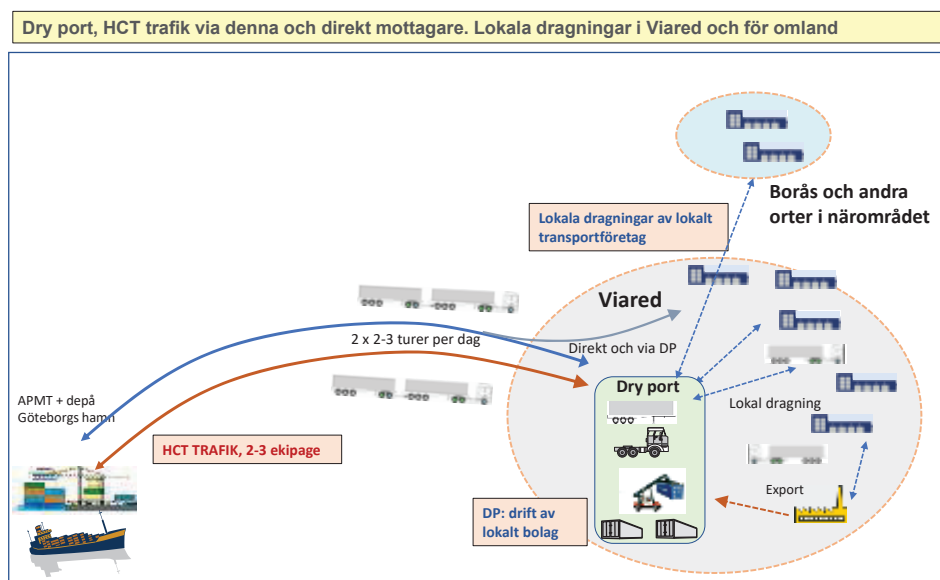 Dry port, HCT trafik via denna och direkt mottagare. Lokala dragningar i Viared och för omland
Borås och andra
orter i närområdet
Lokala dragningar av lokalt
transportföretag
Viared
2 x 2-3 turer per dag
Direkt och via DP
Dry port
APMT + depå
Göteborgs hamn
Lokal dragning
HCT TRAFIK, 2-3 ekipage
Export
DP: drift av
lokalt bolag